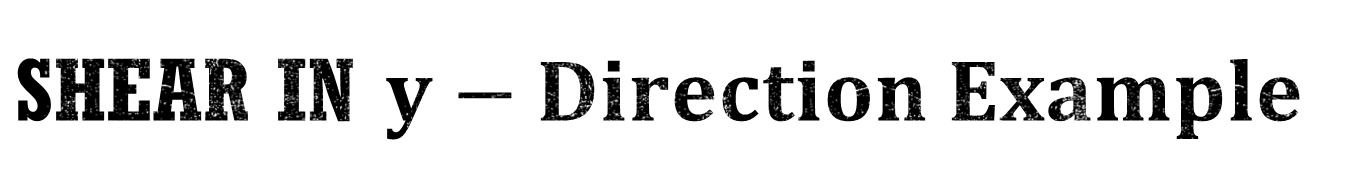 SHEAR IN y – Direction Example